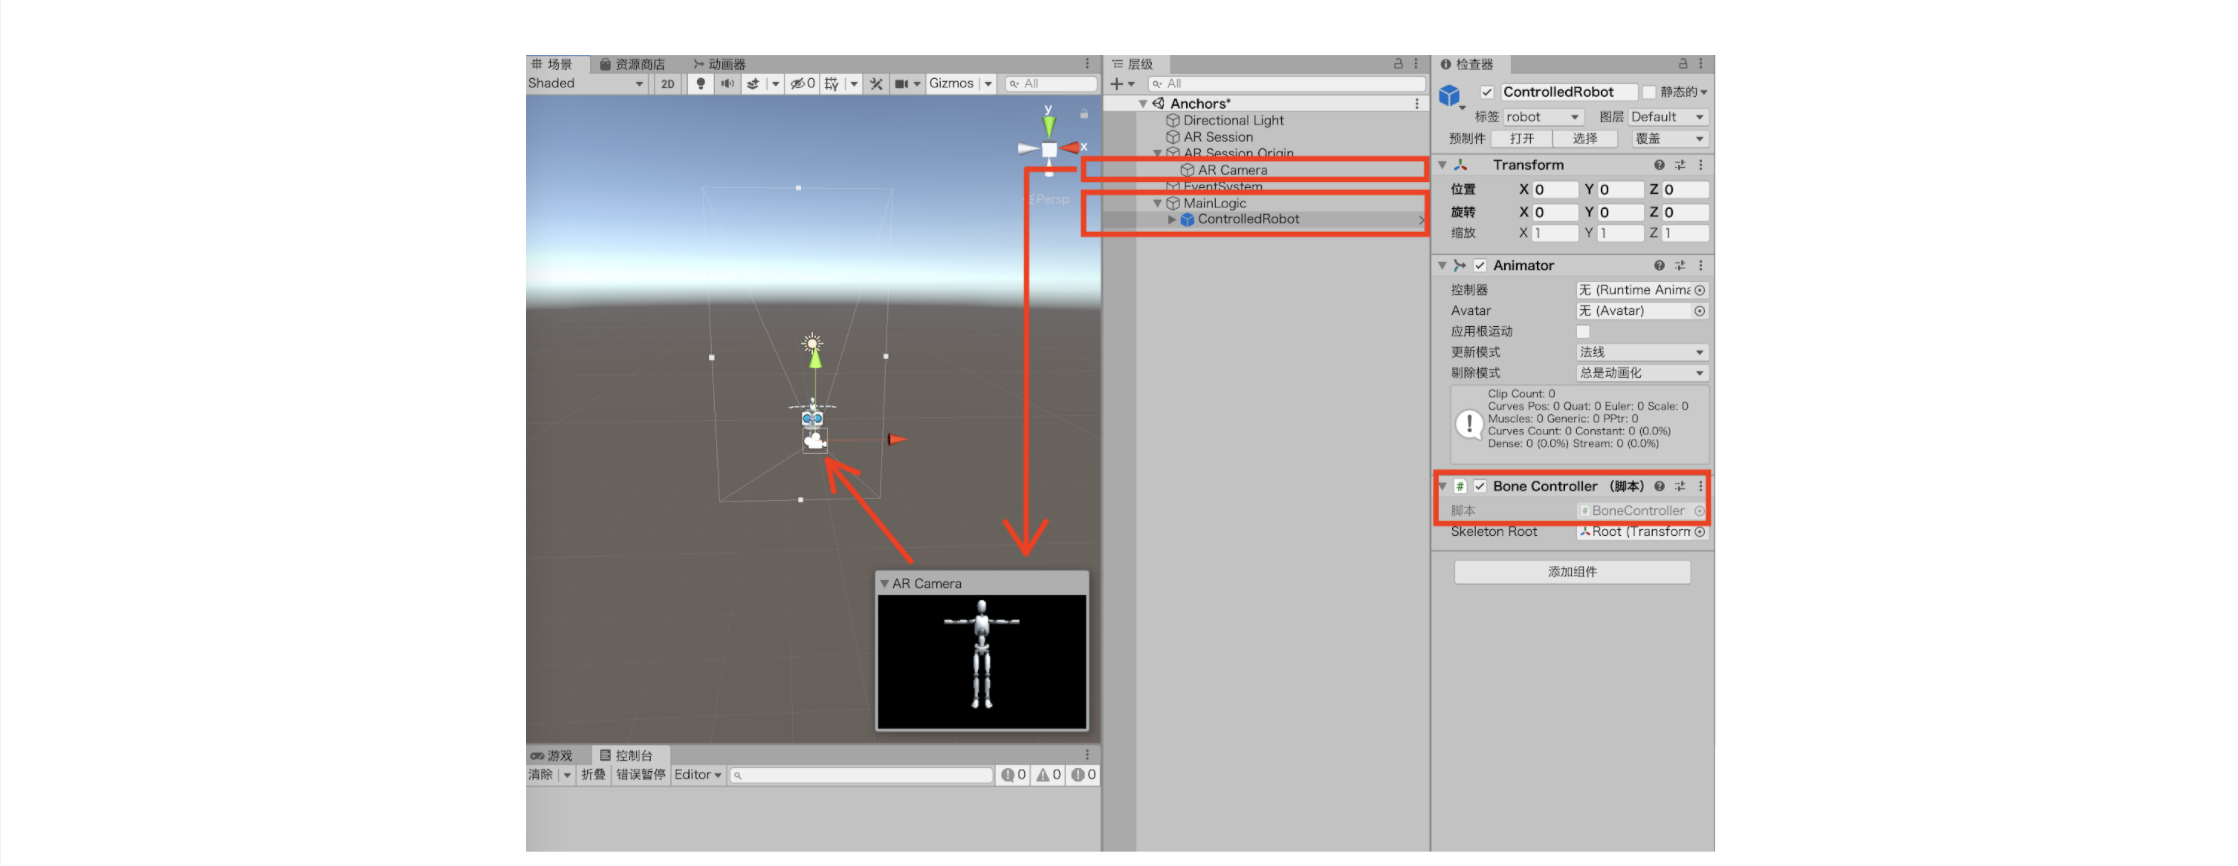 场景 资源商店 动画器
Shaded 2D 0 Gizmos All
y
x
Persp
AR Camera
游戏 控制台
清除 折叠 错误暂停 Editor 0 0 0
层级
All
Anchors*
Directional Light
AR Session
AR Session Origin
AR Camera
EventSystem
MainLogic
ControlledRobot
检查器
ControlledRobot 静态的
标签 robot 图层 Default
预制件 打开 选择 覆盖
Transform
位置 X 0 Y 0 Z 0
旋转 X 0 Y 0 Z 0
缩放 X 1 Y 1 Z 1
Animator
控制器 无 (Runtime Anima
Avatar 无 (Avatar)
应用根运动
更新模式 法线
剔除模式 总是动画化
Clip Count: 0
Curves Pos: 0 Quat: 0 Euler: 0 Scale: 0
Muscles: 0 Generic: 0 PPtr: 0
Curves Count: 0 Constant: 0 (0.0%)
Dense: 0 (0.0%) Stream: 0 (0.0%)
# Bone Controller （脚本）
脚本 # BoneController
Skeleton Root Root (Transform
添加组件